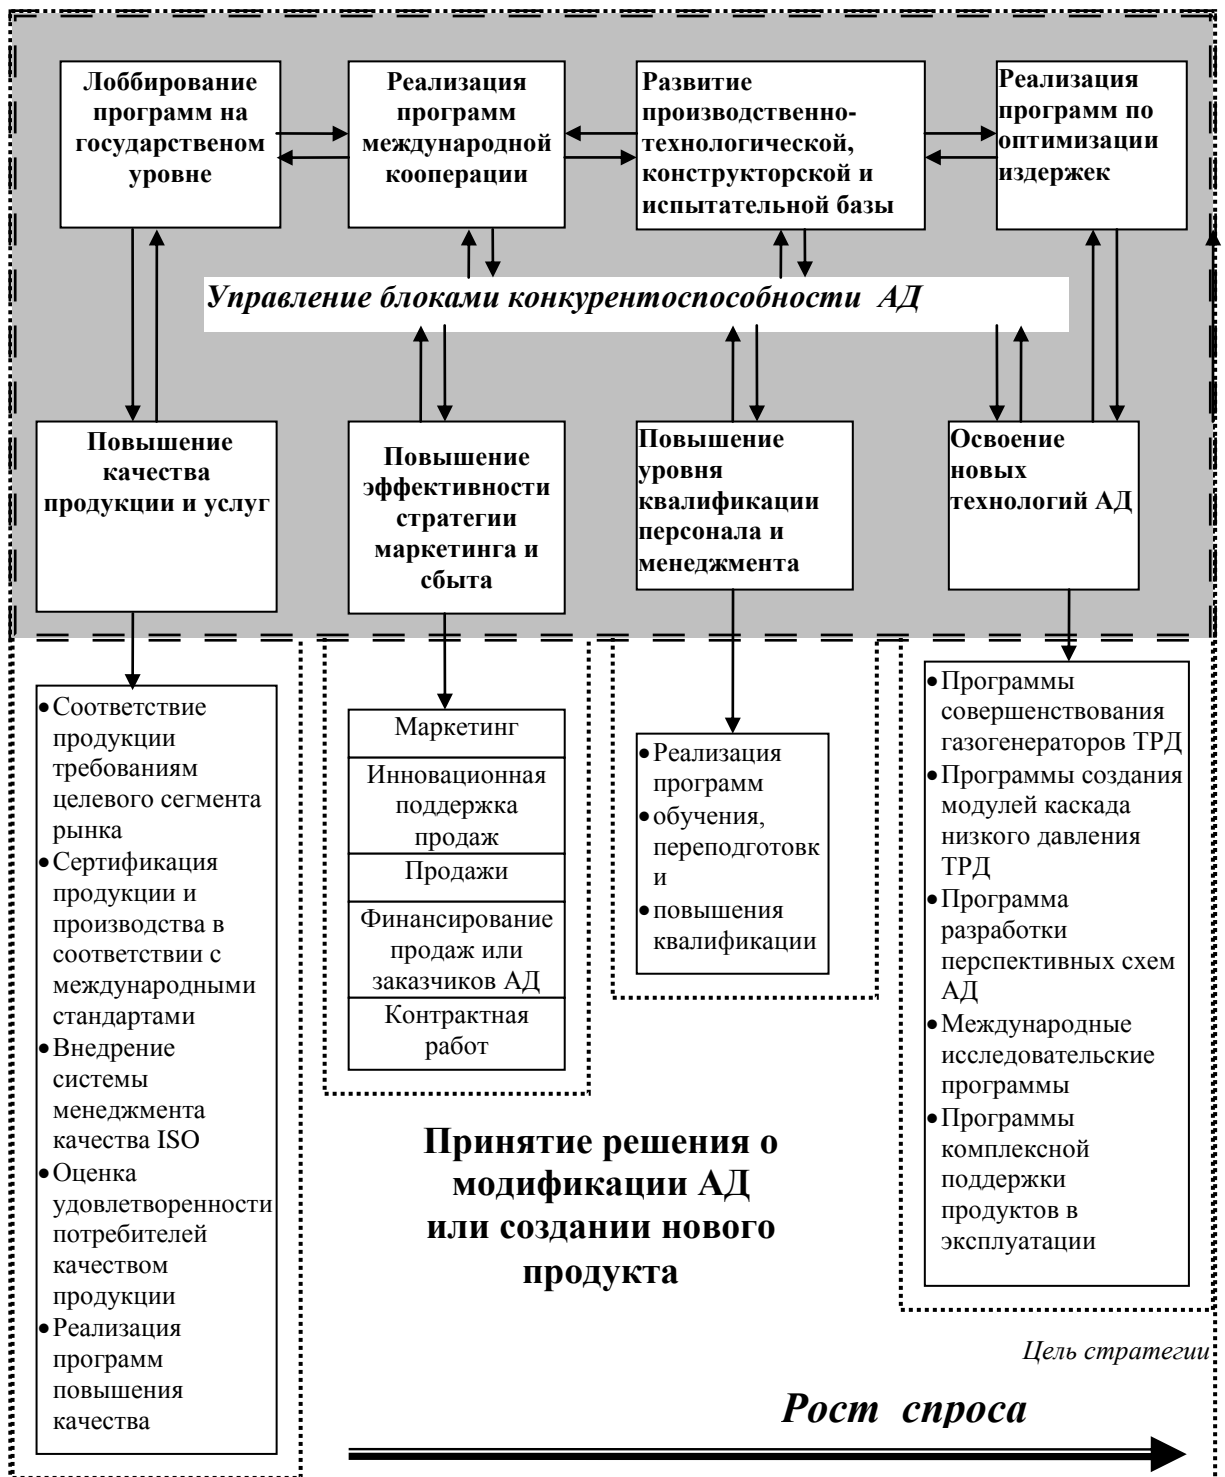 Лоббирование
программ на
государственом
уровне
Реализация
программ
международной
кооперации
Развитие
производственно-
технологической,
конструкторской и
испытательной базы
Реализация
программ по
оптимизации
издержек
Управление блоками конкурентоспособности АД
Повышение
качества
продукции и услуг
Повышение
эффективности
стратегии
маркетинга и
сбыта
Повышение
уровня
квалификации
персонала и
менеджмента
Освоение
новых
технологий АД
•Соответствие
продукции
требованиям
целевого сегмента
рынка
•Сертификация
продукции и
производства в
соответствии с
международными
стандартами
•Внедрение
системы
менеджмента
качества ISO
•Оценка
удовлетворенности
потребителей
качеством
продукции
•Реализация
программ
повышения
качества
Маркетинг
Инновационная
поддержка
продаж
Продажи
Финансирование
продаж или
заказчиков АД
Контрактная
работ
•Реализация
программ
•обучения,
переподготовк
и
•повышения
квалификации
•Программы
совершенствования
газогенераторов ТРД
•Программы создания
модулей каскада
низкого давления
ТРД
•Программа
разработки
перспективных схем
АД
•Международные
исследовательские
программы
•Программы
комплексной
поддержки
продуктов в
эксплуатации
Принятие решения о
модификации АД
или создании нового
продукта
Цель стратегии
Рост спроса